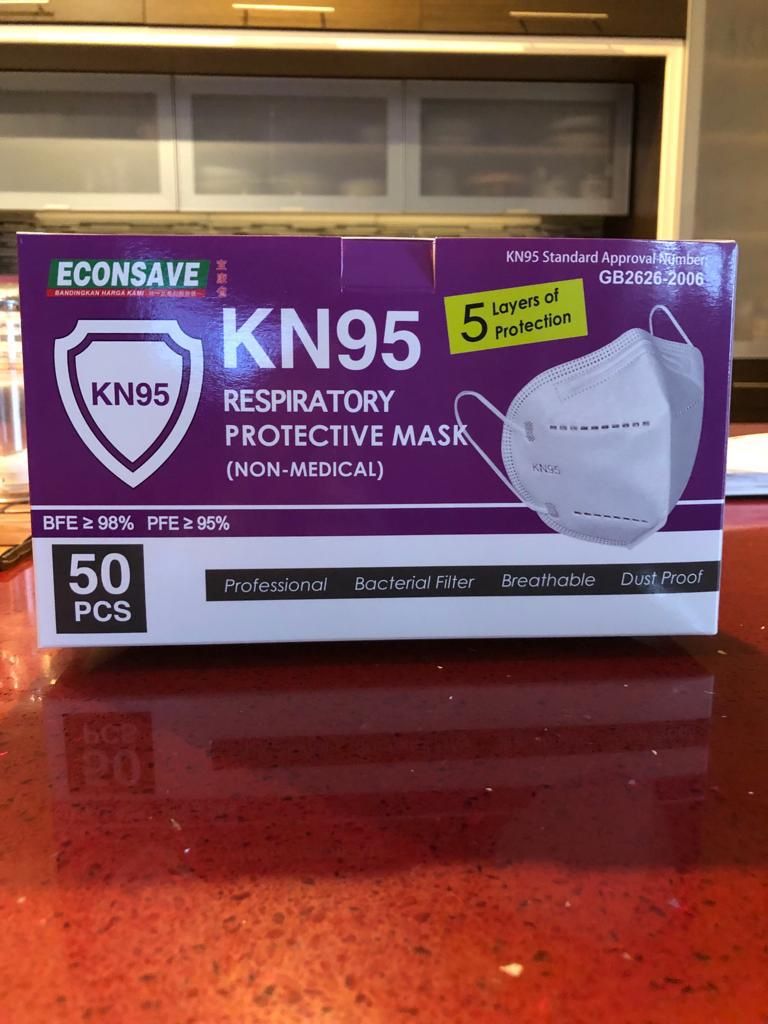 ECONSAVE
BANDINGKAN HARGA KAMI
KN95 Standard Approval Number:
GB2626-2006
5 Layers of
Protection
KN95
KN95
RESPIRATORY
PROTECTIVE MASK
(NON-MEDICAL)
KN95
BFE ≥ 98% PFE ≥ 95%
50
PCS
Professional Bacterial Filter Breathable Dust Proof